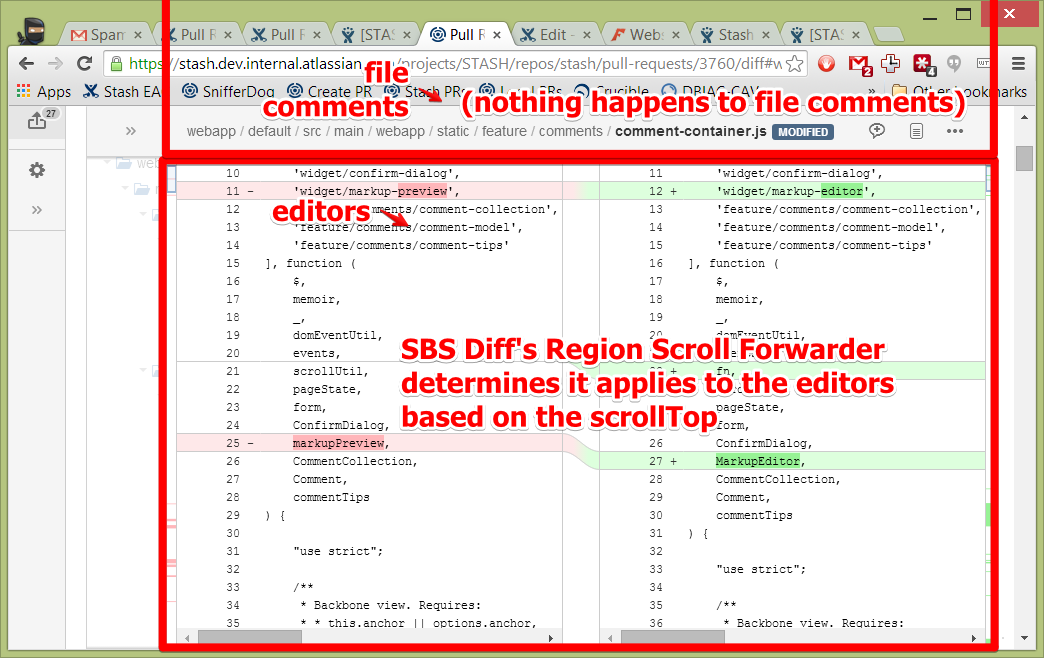 Spam
Pull R
Pull R
[STAS
Pull R
Edit -
Webs
Stash
[STA
https://stash.dev.internal.atlassian
/projects/STASH/repos/stash/pull-requests/3760/diff#w
2
4
Apps
Stash EA
SnifferDog
Create PR
Stash PRs
Crucible
Other bookmarks
file
comments
(nothing happens to file comments)
27
webapp / default / src / main / webapp / static / feature / comments / comment-container.js MODIFIED
10 'widget/confirm-dialog',
11 - 'widget/markup-preview',
12 'feature/comments/comment-collection',
13 'feature/comments/comment-model',
14 'feature/comments/comment-tips'
15 ], function (
16 $,
17 memoir,
18 _,
19 domEventUtil,
20 events,
21 scrollUtil,
22 pageState,
23 form,
24 ConfirmDialog,
25 - markupPreview,
26 CommentCollection,
27 Comment,
28 commentTips
29 ) {
30
31 "use strict";
32
33 /**
34 * Backbone view. Requires:
35 * * this.anchor || options.anchor,
editors
11 'widget/confirm-dialog',
12 + 'widget/markup-editor',
13 'feature/comments/comment-collection',
14 'feature/comments/comment-model',
15 'feature/comments/comment-tips'
16 ], function (
17 $,
18 memoir,
19 _,
20 domEventUtil,
fn,
pageState,
form,
26 ConfirmDialog,
27 + MarkupEditor,
28 CommentCollection,
29 Comment,
30 commentTips
31 ) {
32
33 "use strict";
34
35 /**
36 * Backbone view. Requires:
SBS Diff's Region Scroll Forwarder
determines it applies to the editors
based on the scrollTop